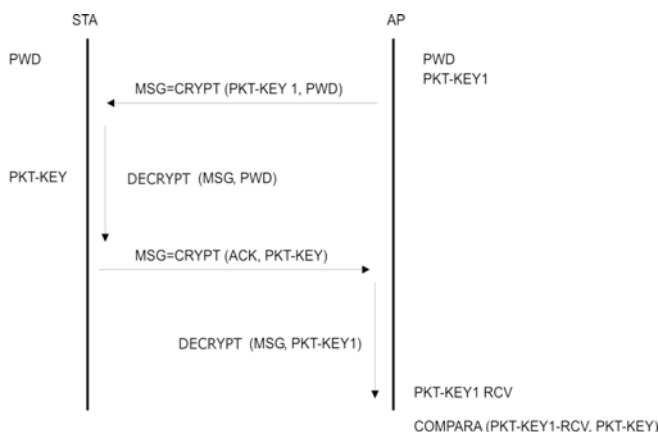 STA
AP
PWD
PWD
PKT-KEY1
MSG=CRYPT (PKT-KEY 1, PWD)
PKT-KEY
DECRYPT (MSG, PWD)
MSG=CRYPT (ACK, PKT-KEY)
DECRYPT (MSG, PKT-KEY1)
PKT-KEY1 RCV
COMPARA (PKT-KEY1-RCV, PKT-KEY)